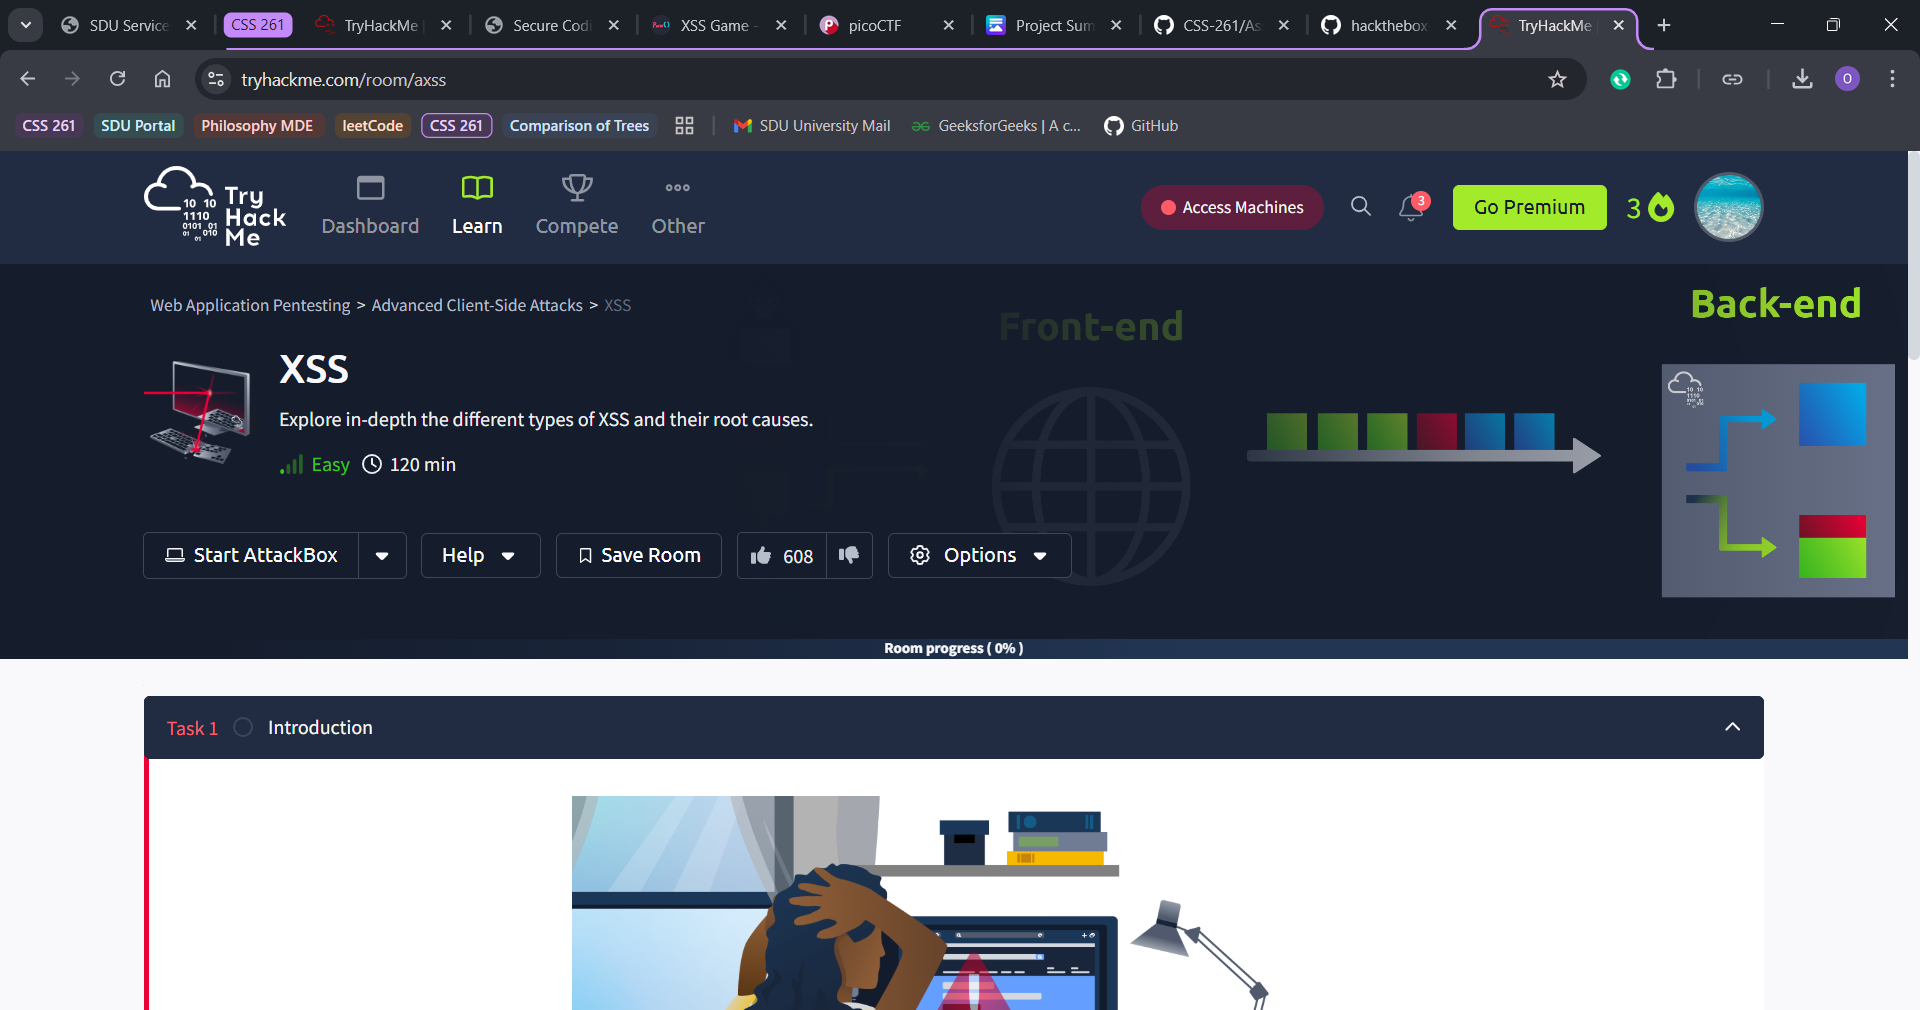 SDU Service
CSS 261
TryHackMe
Secure Codi
XSS Game -
picoCTF
Project Sum
CSS-261/As
hackthebox
TryHackMe
tryhackme.com/room/axss
O
CSS 261
SDU Portal
Philosophy MDE
leetCode
CSS 261
Comparison of Trees
SDU University Mail
GeeksforGeeks | A c...
GitHub
Try
Hack
Me
10 10
1110
0101 01
01 01 010
Dashboard
Learn
Compete
Other
Access Machines
3
Go Premium
3
Web Application Pentesting > Advanced Client-Side Attacks > XSS
Front-end
Back-end
XSS
Explore in-depth the different types of XSS and their root causes.
Easy
120 min
Start AttackBox
Help
Save Room
608
Options
Room progress ( 0% )
Task 1
Introduction